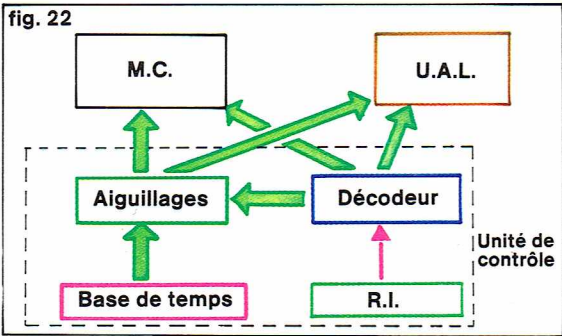 fig. 22
M.C.
U.A.L.
Aiguillages
Décodeur
Unité de
contrôle
Base de temps
R.I.